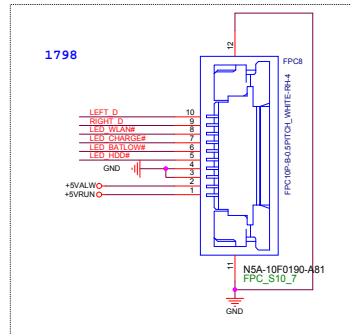 1798
12
FPC8
LEFT_D 10
RIGHT_D 9
LED_WLAN# 8
LED_CHARGE# 7
LED_BATLOW# 6
LED_HDD# 5
GND 4
3
+5VALW 2
+5VRUN 1
FPC10P-B-0.5PITCH_WHITE-RH-4
11
N5A-10F0190-A81
FPC_S10_7
GND